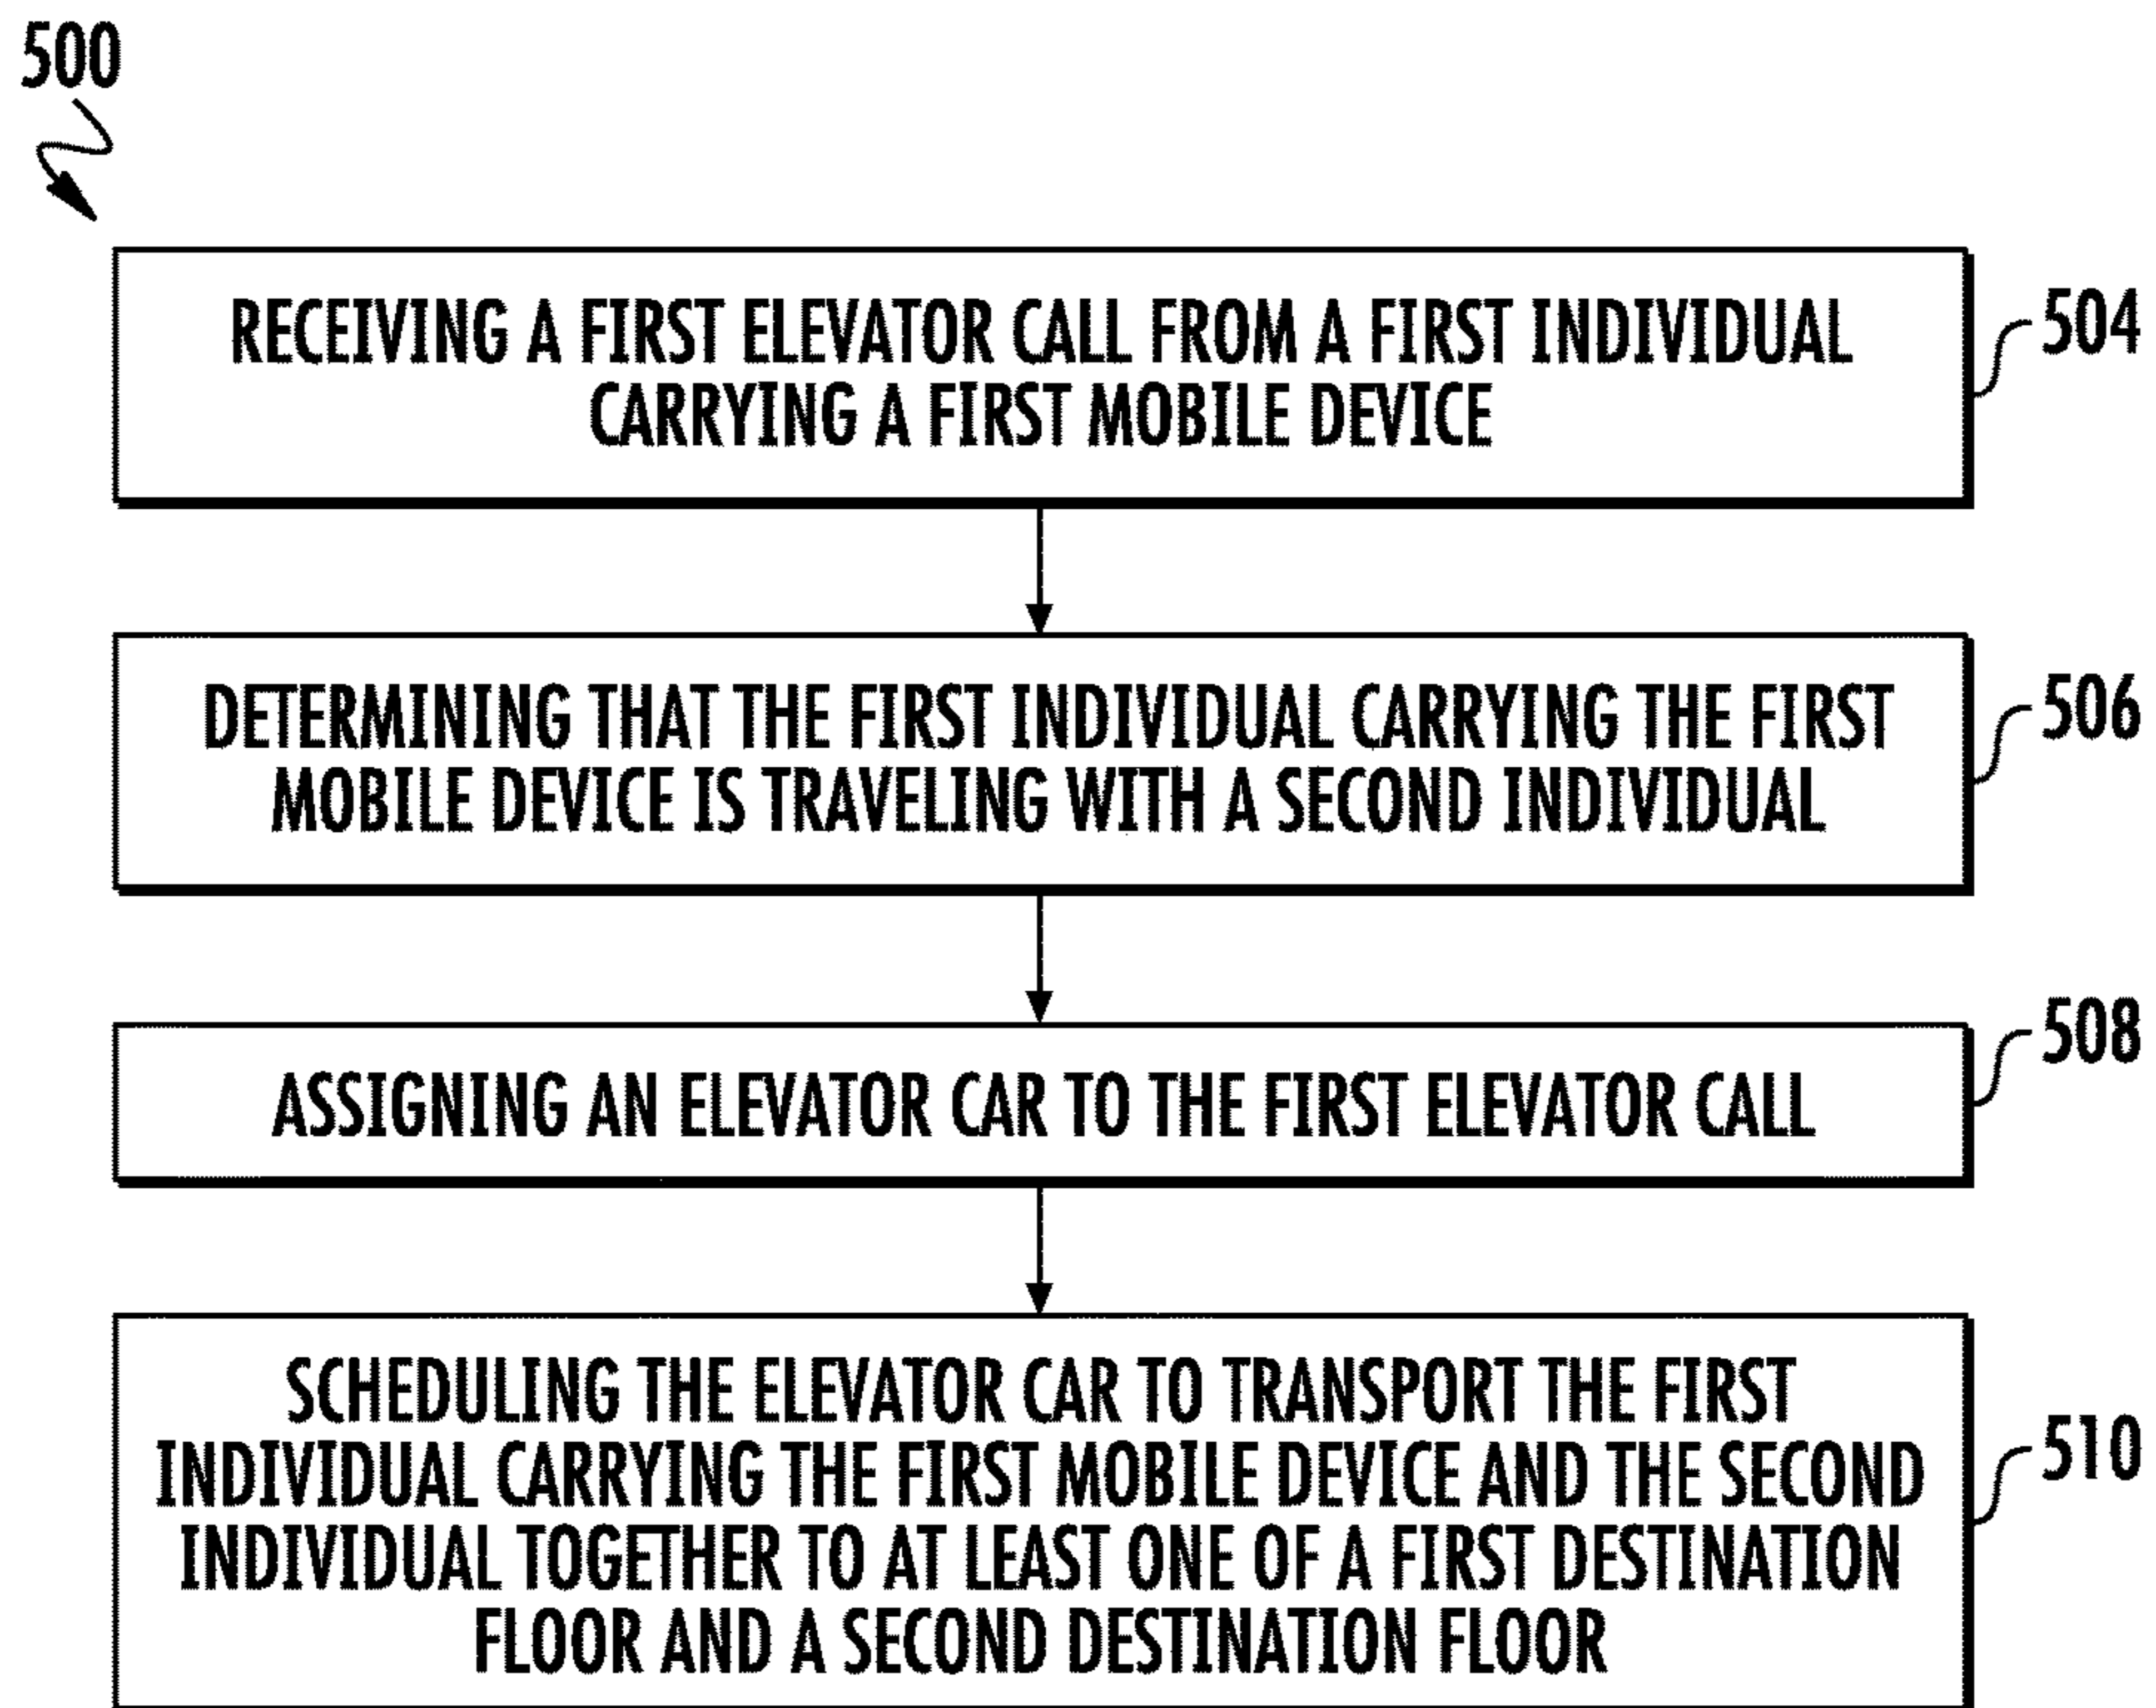 500
RECEIVING A FIRST ELEVATOR CALL FROM A FIRST INDIVIDUAL
CARRYING A FIRST MOBILE DEVICE
504
DETERMINING THAT THE FIRST INDIVIDUAL CARRYING THE FIRST
MOBILE DEVICE IS TRAVELING WITH A SECOND INDIVIDUAL
506
ASSIGNING AN ELEVATOR CAR TO THE FIRST ELEVATOR CALL
508
SCHEDULING THE ELEVATOR CAR TO TRANSPORT THE FIRST
INDIVIDUAL CARRYING THE FIRST MOBILE DEVICE AND THE SECOND
INDIVIDUAL TOGETHER TO AT LEAST ONE OF A FIRST DESTINATION
FLOOR AND A SECOND DESTINATION FLOOR
510